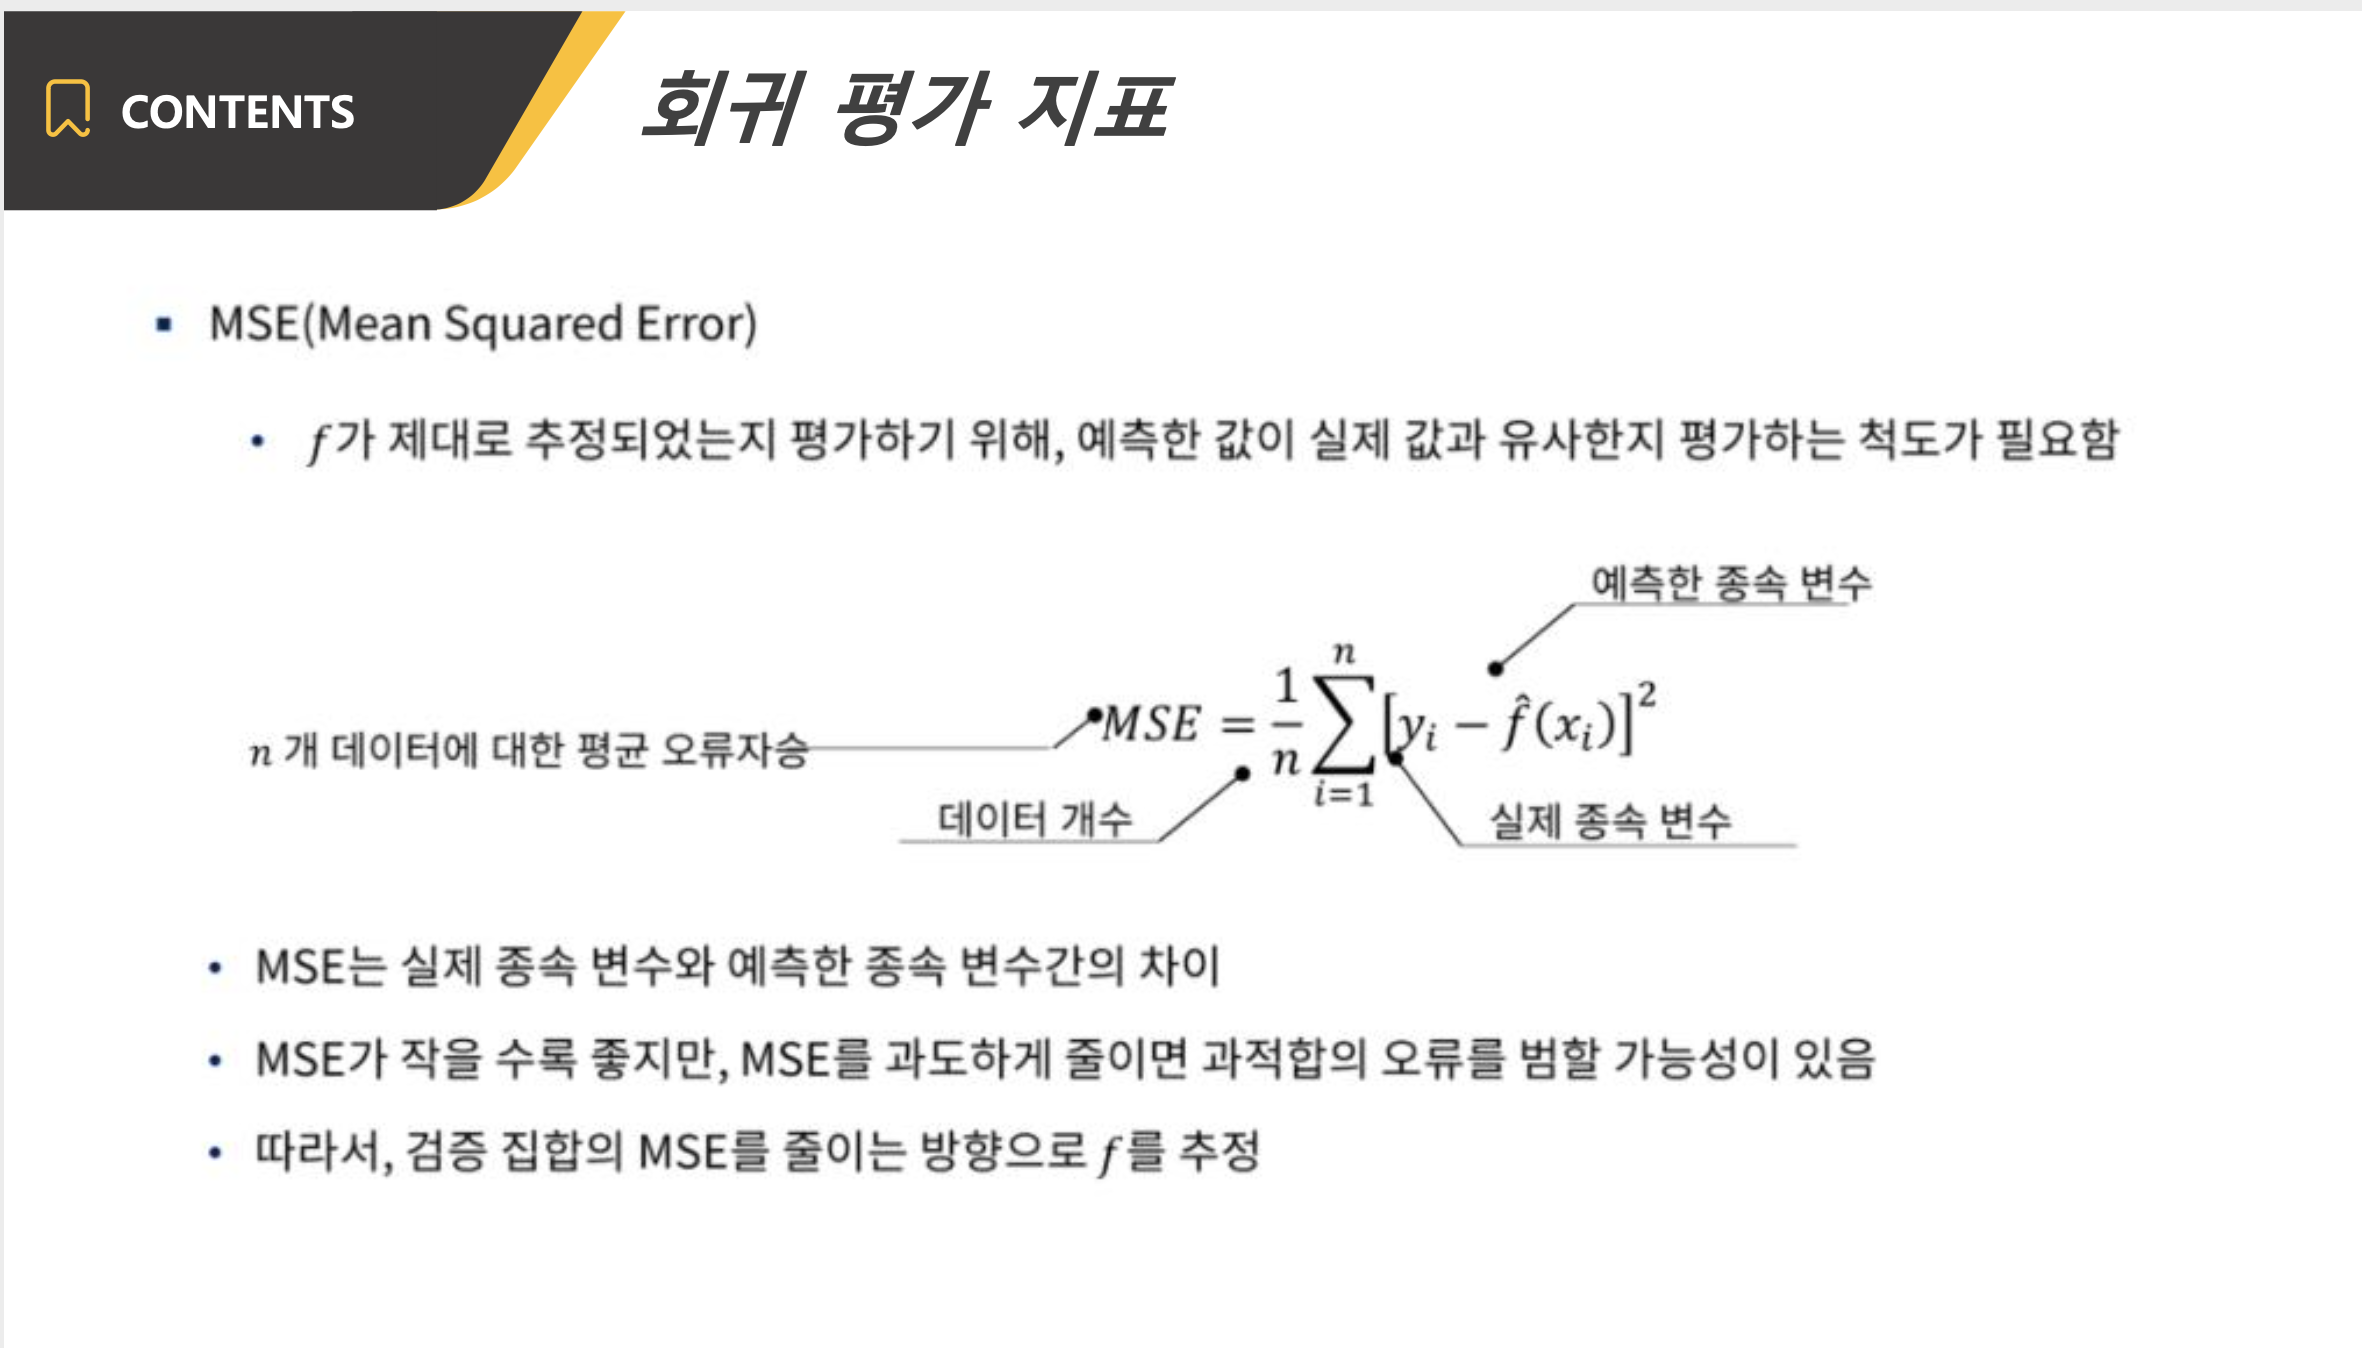 CONTENTS
회귀 평가 지표
MSE(Mean Squared Error)
f가 제대로 추정되었는지 평가하기 위해, 예측한 값이 실제 값과 유사한지 평가하는 척도가 필요함
예측한 종속 변수
n 개 데이터에 대한 평균 오류자승
MSE = \frac{1}{n}\sum_{i=1}^{n}[y_i − \hat{f}(x_i)]^2
데이터 개수
실제 종속 변수
MSE는 실제 종속 변수와 예측한 종속 변수간의 차이
MSE가 작을 수록 좋지만, MSE를 과도하게 줄이면 과적합의 오류를 범할 가능성이 있음
따라서, 검증 집합의 MSE를 줄이는 방향으로 f를 추정